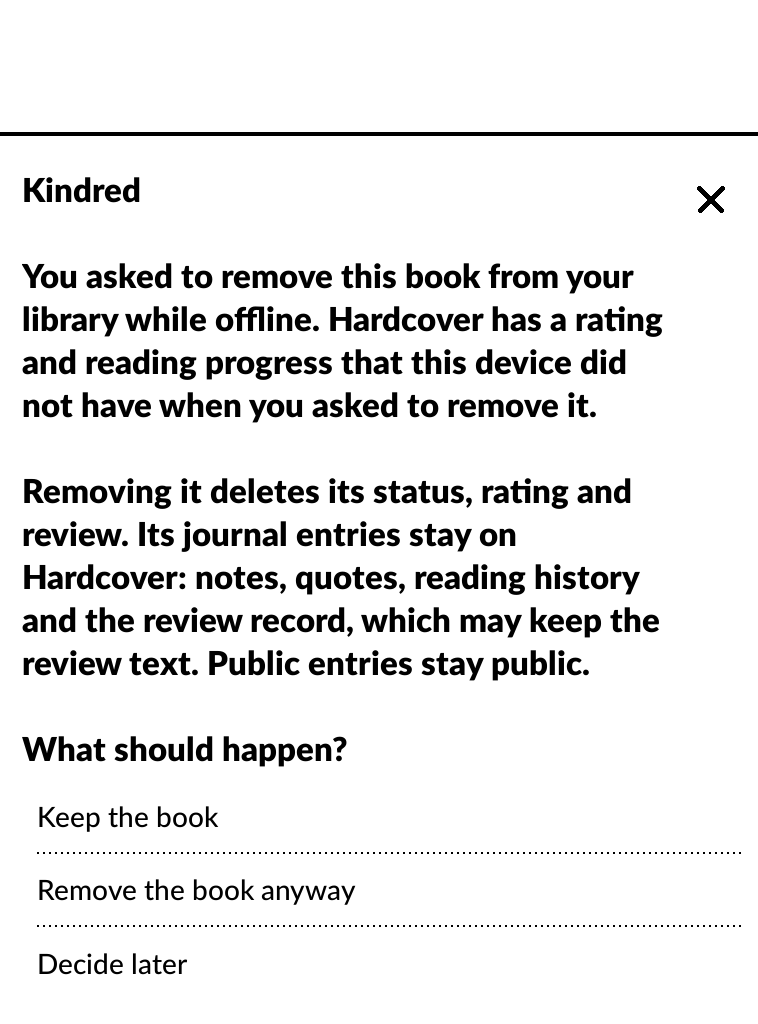 Kindred
You asked to remove this book from your
library while offline. Hardcover has a rating
and reading progress that this device did
not have when you asked to remove it.
Removing it deletes its status, rating and
review. Its journal entries stay on
Hardcover: notes, quotes, reading history
and the review record, which may keep the
review text. Public entries stay public.
What should happen?
Keep the book
Remove the book anyway
Decide later